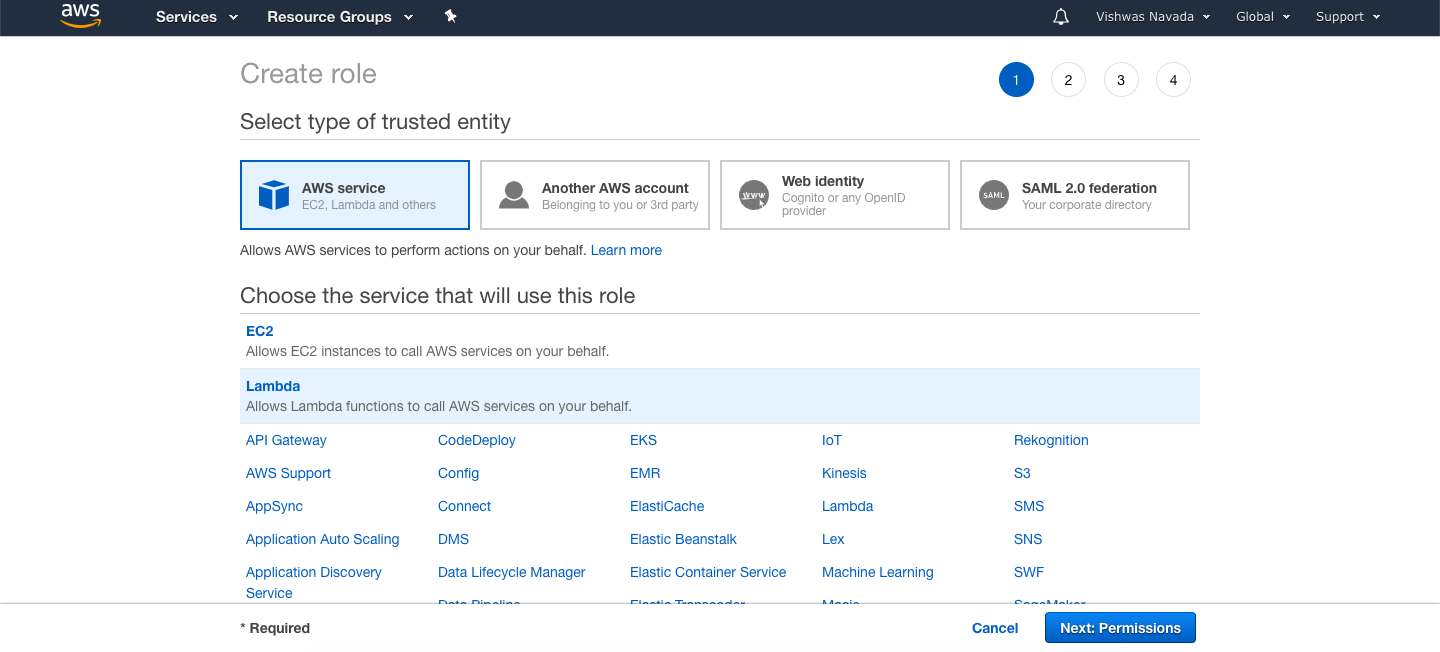 aws Services Resource Groups Vishwas Navada Global Support
Create role
1 2 3 4
Select type of trusted entity
AWS service
EC2, Lambda and others
Another AWS account
Belonging to you or 3rd party
www
Web identity
Cognito or any OpenID
provider
SAML
SAML 2.0 federation
Your corporate directory
Allows AWS services to perform actions on your behalf. Learn more
Choose the service that will use this role
EC2
Allows EC2 instances to call AWS services on your behalf.
Lambda
Allows Lambda functions to call AWS services on your behalf.
API Gateway CodeDeploy EKS IoT Rekognition
AWS Support Config EMR Kinesis S3
AppSync Connect ElastiCache Lambda SMS
Application Auto Scaling DMS Elastic Beanstalk Lex SNS
Application Discovery Data Lifecycle Manager Elastic Container Service Machine Learning SWF
Service
Data Pipeline Elastic Transcoder Macie SageMaker
* Required Cancel Next: Permissions